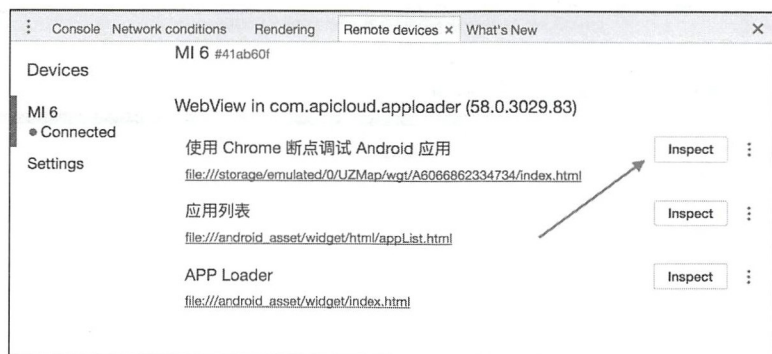 Console Network conditions Rendering Remote devices × What's New ×
Devices
MI 6 #41ab60f
MI 6
Connected
Settings
WebView in com.apicloud.apploader (58.0.3029.83)
使用 Chrome 断点调试 Android 应用
Inspect
file:///storage/emulated/0/UZMap/wgt/A6066862334734/index.html
应用列表
Inspect
file:///android_asset/widget/html/appList.html
APP Loader
Inspect
file:///android_asset/widget/index.html